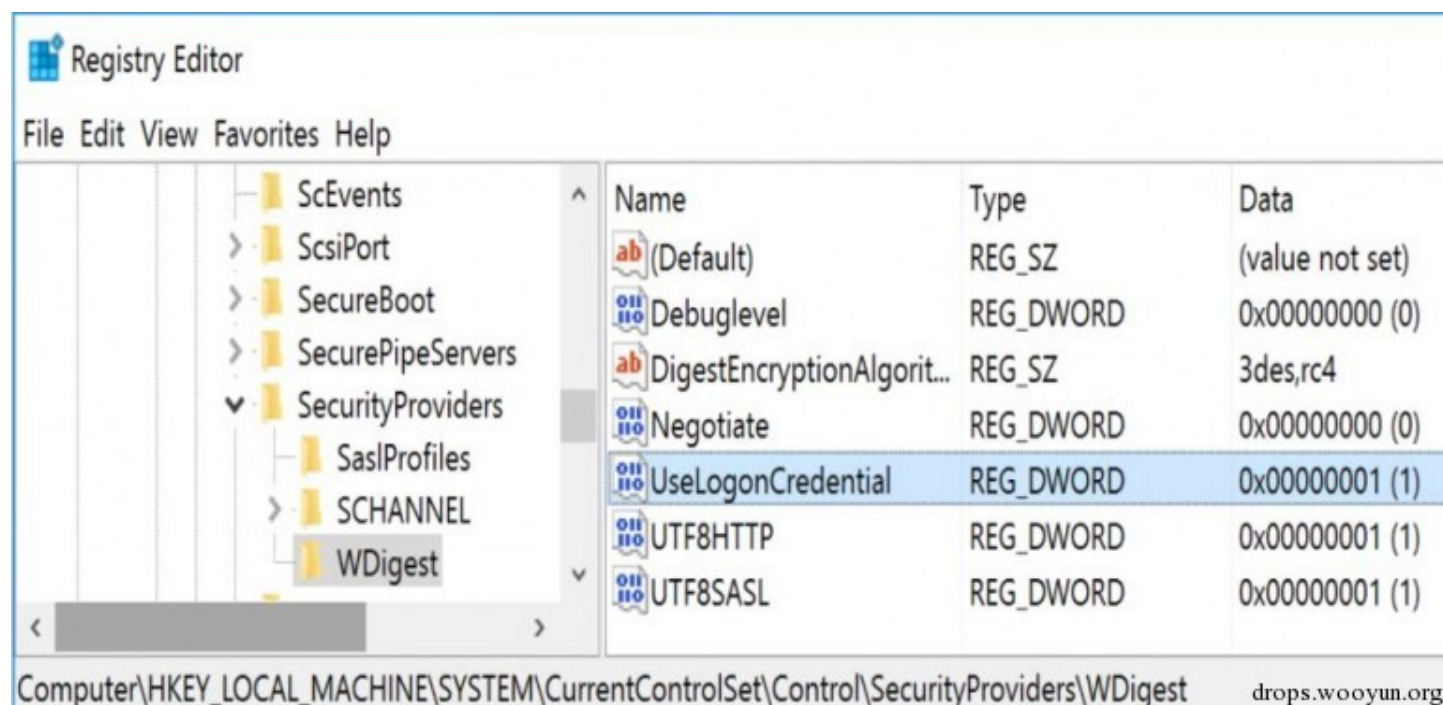 Registry Editor
File Edit View Favorites Help
ScEvents
ScsiPort
SecureBoot
SecurePipeServers
SecurityProviders
SaslProfiles
SCHANNEL
WDigest
Name Type Data
(Default) REG_SZ (value not set)
Debuglevel REG_DWORD 0x00000000 (0)
DigestEncryptionAlgorit... REG_SZ 3des,rc4
Negotiate REG_DWORD 0x00000000 (0)
UseLogonCredential REG_DWORD 0x00000001 (1)
UTF8HTTP REG_DWORD 0x00000001 (1)
UTF8SASL REG_DWORD 0x00000001 (1)
Computer\HKEY_LOCAL_MACHINE\SYSTEM\CurrentControlSet\Control\SecurityProviders\WDigest
drops.wooyun.org